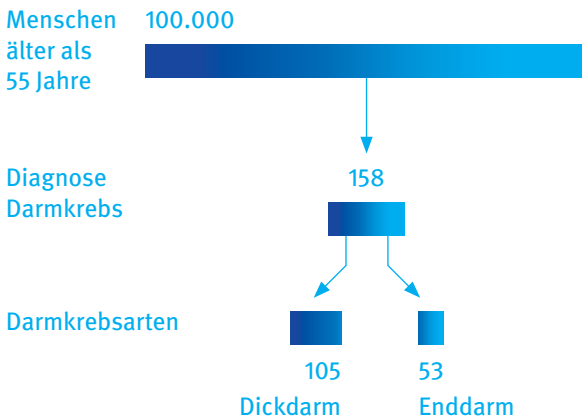 Menschen
älter als
55 Jahre
100.000
Diagnose
Darmkrebs
158
Darmkrebsarten
105
Dickdarm
53
Enddarm